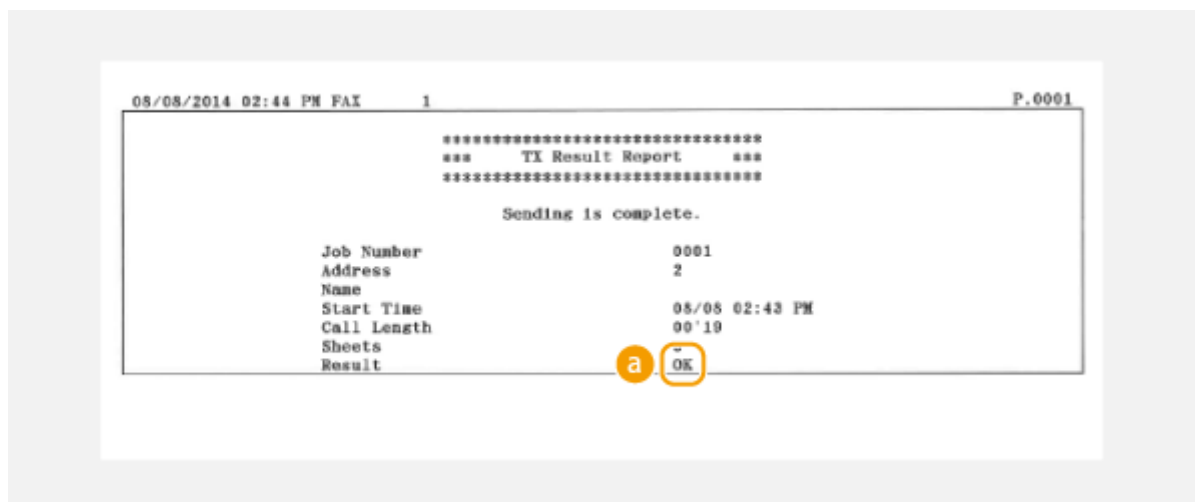 08/08/2014 02:44 PM FAX 1 P.0001
********************************
*** TX Result Report ***
********************************
Sending is complete.
Job Number 0001
Address 2
Name
Start Time 08/08 02:43 PM
Call Length 00'19
Sheets
Result a OK